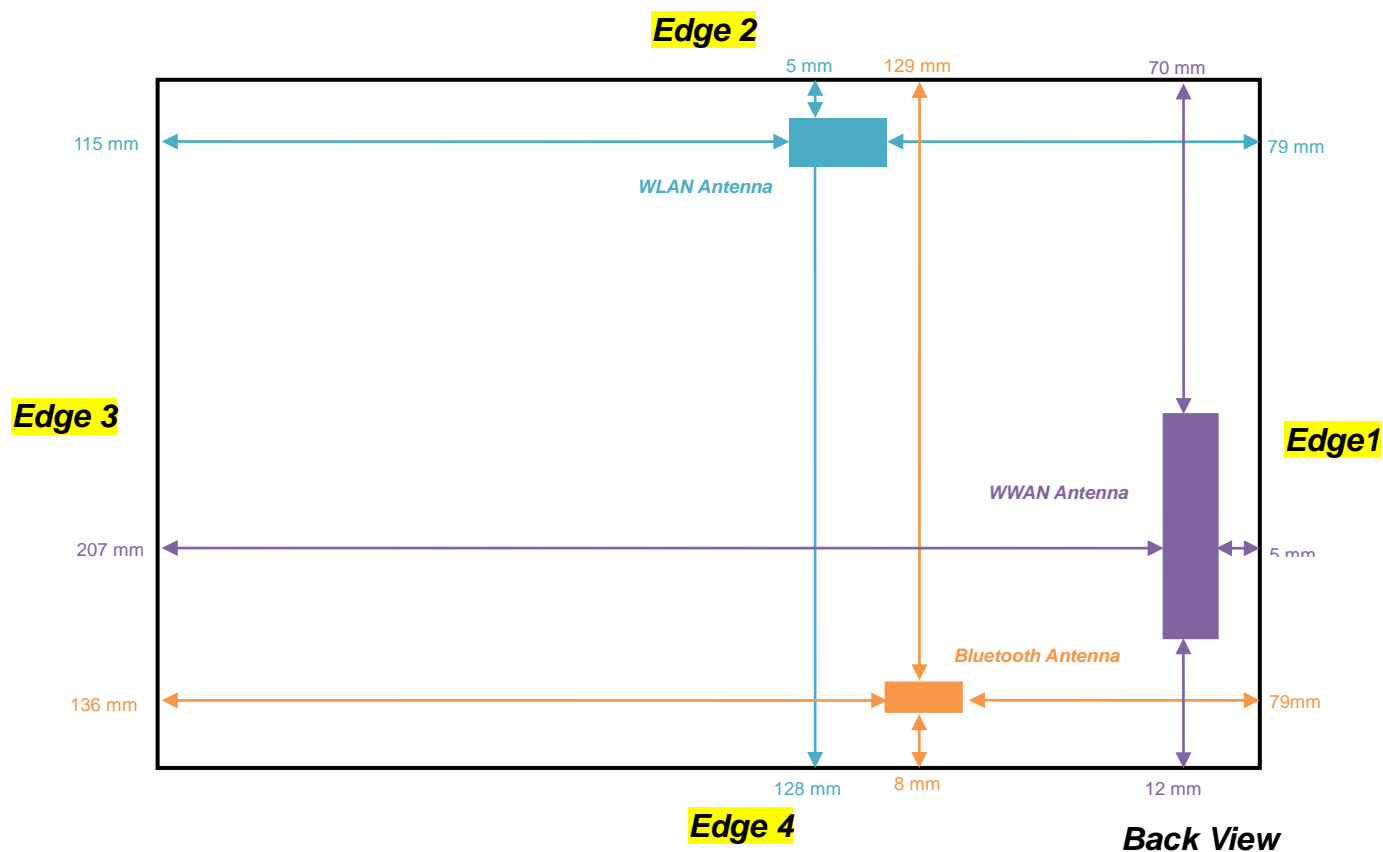 Edge 2
5 mm
129 mm
70 mm
115 mm
79 mm
WLAN Antenna
Edge 3
Edge1
WWAN Antenna
207 mm
5 mm
Bluetooth Antenna
136 mm
79mm
128 mm
8 mm
12 mm
Edge 4
Back View